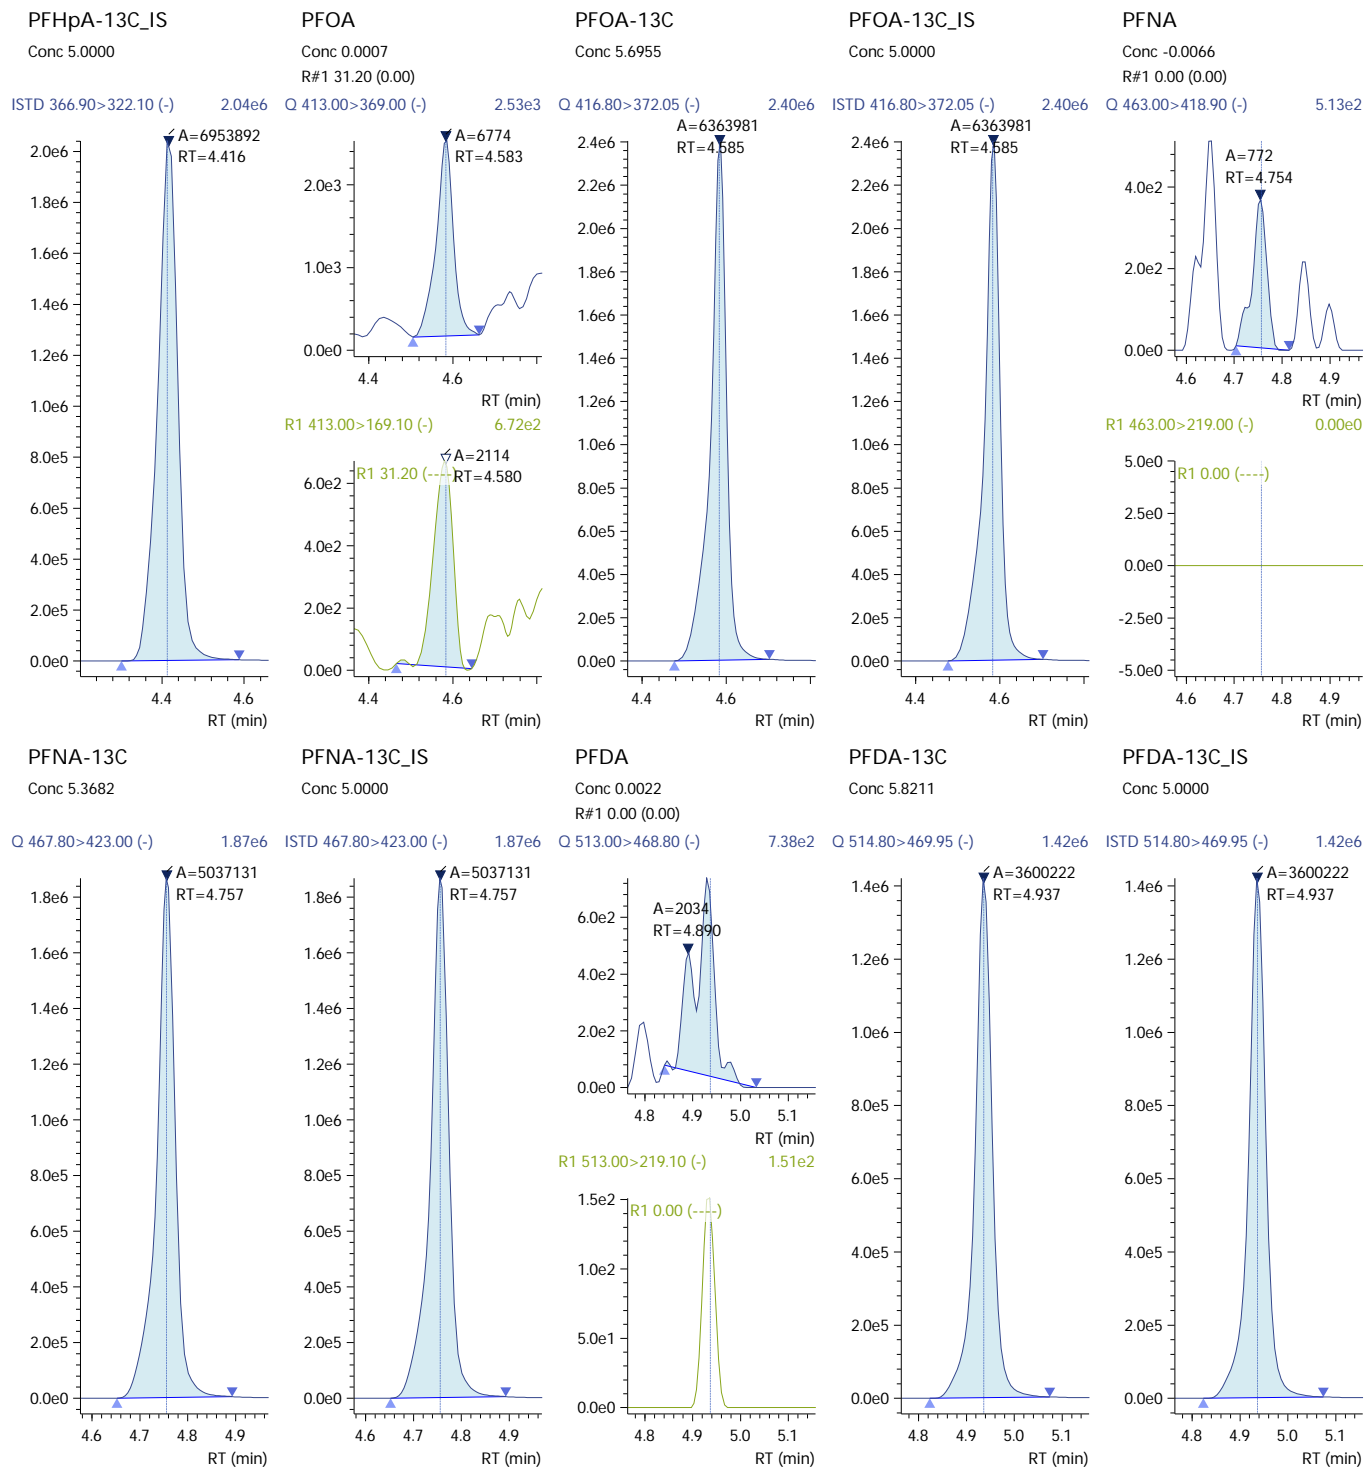 PFHpA-13C_IS
Conc 5.0000
ISTD 366.90>322.10 (-) 2.04e6
A=6953892
RT=4.416
2.0e6
1.8e6
1.6e6
1.4e6
1.2e6
1.0e6
8.0e5
6.0e5
4.0e5
2.0e5
0.0e0
4.4 4.6
RT (min)
PFOA
Conc 0.0007
R#1 31.20 (0.00)
Q 413.00>369.00 (-) 2.53e3
A=6774
RT=4.583
2.0e3
1.0e3
0.0e0
4.4 4.6
RT (min)
R1 413.00>169.10 (-) 6.72e2
A=2114
R1 31.20 (----)
RT=4.580
6.0e2
4.0e2
2.0e2
0.0e0
4.4 4.6
RT (min)
PFOA-13C
Conc 5.6955
Q 416.80>372.05 (-) 2.40e6
A=6363981
RT=4.585
2.4e6
2.2e6
2.0e6
1.8e6
1.6e6
1.4e6
1.2e6
1.0e6
8.0e5
6.0e5
4.0e5
2.0e5
0.0e0
4.4 4.6
RT (min)
PFOA-13C_IS
Conc 5.0000
ISTD 416.80>372.05 (-) 2.40e6
A=6363981
RT=4.585
2.4e6
2.2e6
2.0e6
1.8e6
1.6e6
1.4e6
1.2e6
1.0e6
8.0e5
6.0e5
4.0e5
2.0e5
0.0e0
4.4 4.6
RT (min)
PFNA
Conc -0.0066
R#1 0.00 (0.00)
Q 463.00>418.90 (-) 5.13e2
A=772
RT=4.754
4.0e2
2.0e2
0.0e0
4.6 4.7 4.8 4.9
RT (min)
R1 463.00>219.00 (-) 0.00e0
R1 0.00 (----)
5.0e0
2.5e0
0.0e0
-2.5e0
-5.0e0
4.6 4.7 4.8 4.9
RT (min)
PFNA-13C
Conc 5.3682
Q 467.80>423.00 (-) 1.87e6
A=5037131
RT=4.757
1.8e6
1.6e6
1.4e6
1.2e6
1.0e6
8.0e5
6.0e5
4.0e5
2.0e5
0.0e0
4.6 4.7 4.8 4.9
RT (min)
PFNA-13C_IS
Conc 5.0000
ISTD 467.80>423.00 (-) 1.87e6
A=5037131
RT=4.757
1.8e6
1.6e6
1.4e6
1.2e6
1.0e6
8.0e5
6.0e5
4.0e5
2.0e5
0.0e0
4.6 4.7 4.8 4.9
RT (min)
PFDA
Conc 0.0022
R#1 0.00 (0.00)
Q 513.00>468.80 (-) 7.38e2
A=2034
RT=4.890
6.0e2
4.0e2
2.0e2
0.0e0
4.8 4.9 5.0 5.1
RT (min)
R1 513.00>219.10 (-) 1.51e2
R1 0.00 (----)
1.5e2
1.0e2
5.0e1
0.0e0
4.8 4.9 5.0 5.1
RT (min)
PFDA-13C
Conc 5.8211
Q 514.80>469.95 (-) 1.42e6
A=3600222
RT=4.937
1.4e6
1.2e6
1.0e6
8.0e5
6.0e5
4.0e5
2.0e5
0.0e0
4.8 4.9 5.0 5.1
RT (min)
PFDA-13C_IS
Conc 5.0000
ISTD 514.80>469.95 (-) 1.42e6
A=3600222
RT=4.937
1.4e6
1.2e6
1.0e6
8.0e5
6.0e5
4.0e5
2.0e5
0.0e0
4.8 4.9 5.0 5.1
RT (min)